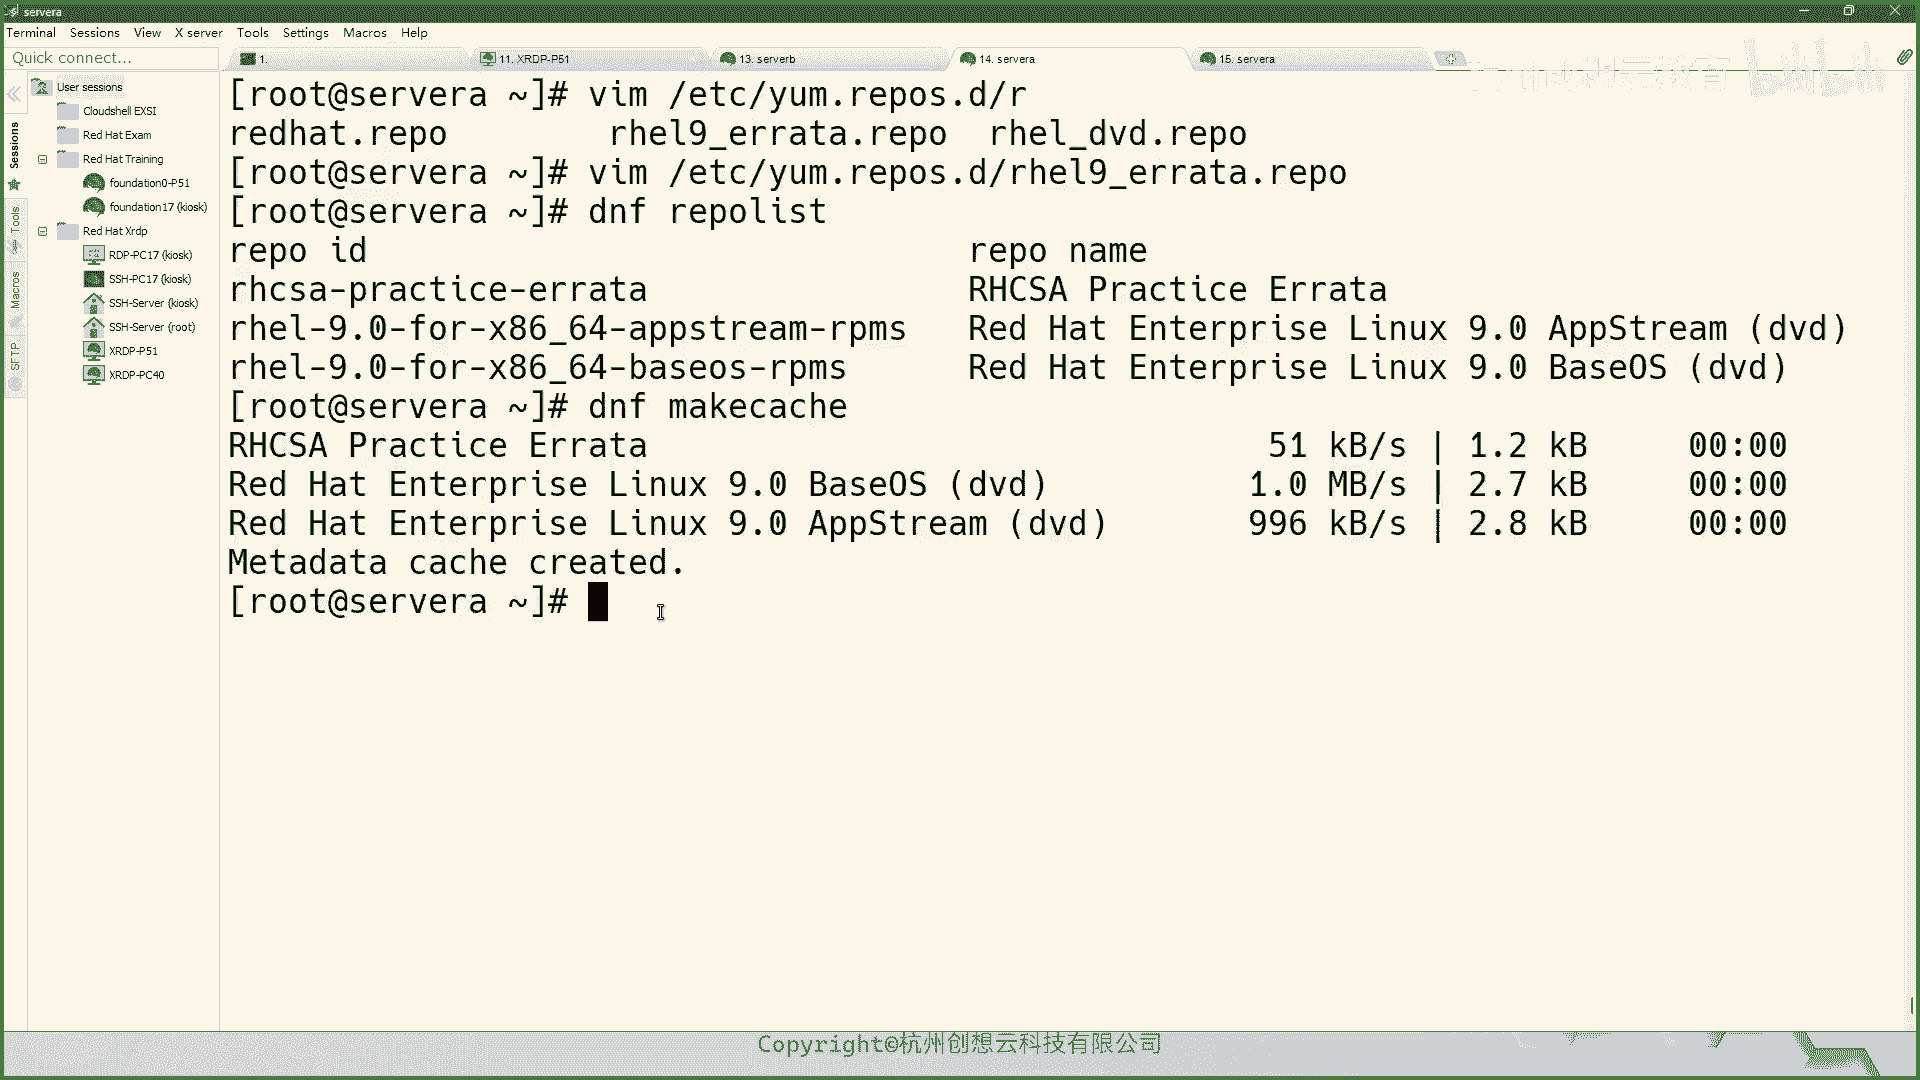 servera
Terminal Sessions View X server Tools Settings Macros Help
Quick connect...
1.
11. XRDP-P51
13. serverb
14. servera
15. servera
Sessions
Tools
Macros
SFTP
User sessions
Cloudshell EXSI
Red Hat Exam
Red Hat Training
foundation0-P51
foundation17 (kiosk)
Red Hat Xrdp
RDP-PC17 (kiosk)
SSH-PC17 (kiosk)
SSH-Server (kiosk)
SSH-Server (root)
XRDP-P51
XRDP-PC40
[root@servera ~]# vim /etc/yum.repos.d/r
redhat.repo rhel9_errata.repo rhel_dvd.repo
[root@servera ~]# vim /etc/yum.repos.d/rhel9_errata.repo
[root@servera ~]# dnf repolist
repo id repo name
rhcsa-practice-errata RHCSA Practice Errata
rhel-9.0-for-x86_64-appstream-rpms Red Hat Enterprise Linux 9.0 AppStream (dvd)
rhel-9.0-for-x86_64-baseos-rpms Red Hat Enterprise Linux 9.0 BaseOS (dvd)
[root@servera ~]# dnf makecache
RHCSA Practice Errata 51 kB/s | 1.2 kB 00:00
Red Hat Enterprise Linux 9.0 BaseOS (dvd) 1.0 MB/s | 2.7 kB 00:00
Red Hat Enterprise Linux 9.0 AppStream (dvd) 996 kB/s | 2.8 kB 00:00
Metadata cache created.
[root@servera ~]#
Copyright©杭州创想云科技有限公司